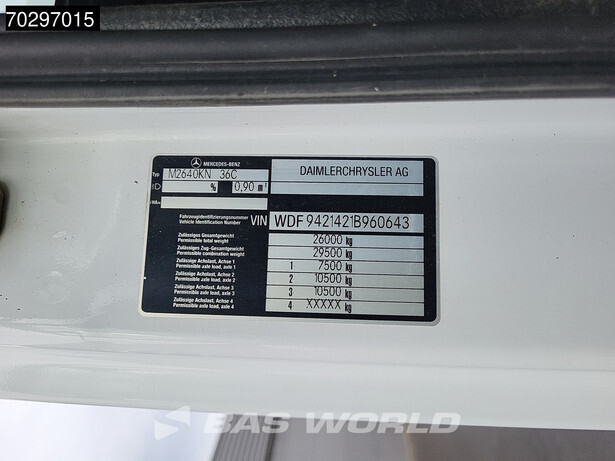 70297015
MERCEDES-BENZ
Typ M2640KN 36C
% 0,90 m
DAIMLERCHRYSLER AG
Fahrzeugidentifizierungsnummer
Vehicle Identification Number VIN WDF9421421B960643
Zulässiges Gesamtgewicht
Permissible total weight 26000 kg
Zulässiges Zug-Gesamtgewicht
Permissible combination weight 29500 kg
Zulässige Achslast, Achse 1
Permissible axle load, axle 1 1 7500 kg
Zulässige Achslast, Achse 2
Permissible axle load, axle 2 2 10500 kg
Zulässige Achslast, Achse 3
Permissible axle load, axle 3 3 10500 kg
Zulässige Achslast, Achse 4
Permissible axle load, axle 4 4 XXXXX kg
BAS WORLD